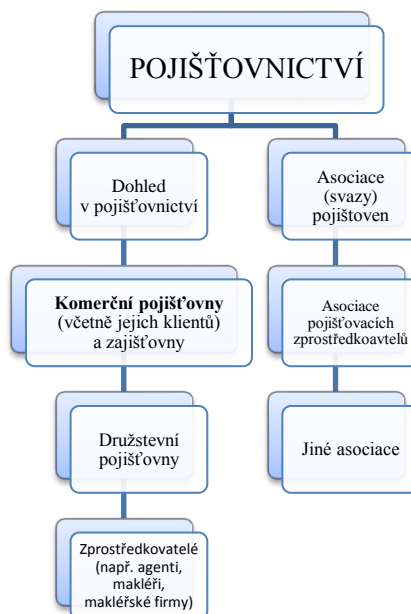 POJIŠŤOVNICTVÍ
Dohled
v pojišťovnictví
Komerční pojišťovny
(včetně jejich klientů)
a zajišťovny
Družstevní
pojišťovny
Zprostředkovatelé
(např. agenti,
makléři,
makléřské firmy)
Asociace
(svazy)
pojištoven
Asociace
pojišťovacích
zprostředkoavtelů
Jiné asociace